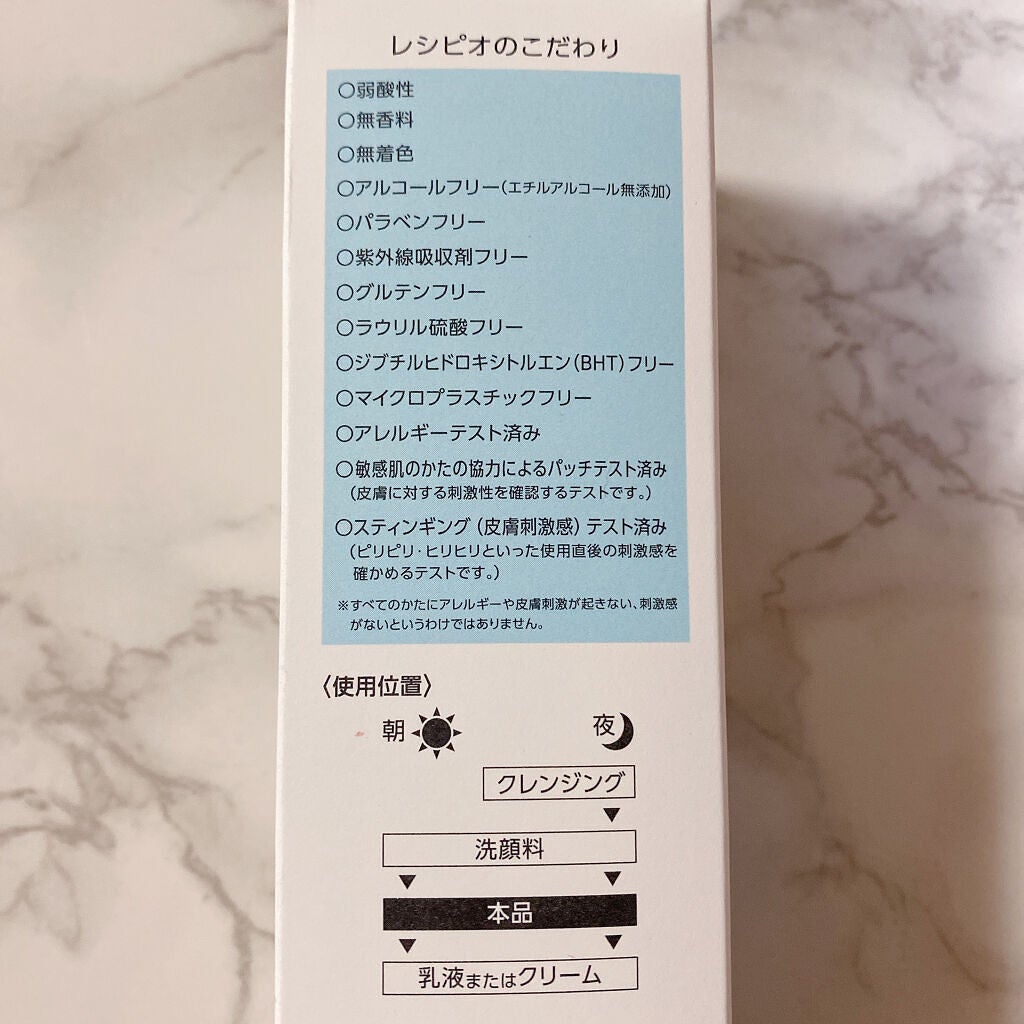 レシピオのこだわり
○弱酸性
○無香料
○無着色
○アルコールフリー(エチルアルコール無添加)
○パラベンフリー
○紫外線吸収剤フリー
○グルテンフリー
○ラウリル硫酸フリー
○ジブチルヒドロキシトルエン(BHT)フリー
○マイクロプラスチックフリー
○アレルギーテスト済み
○敏感肌のかたの協力によるパッチテスト済み
(皮膚に対する刺激性を確認するテストです。)
○スティンギング(皮膚刺激感)テスト済み
(ピリピリ・ヒリヒリといった使用直後の刺激感を
確かめるテストです。)
※すべてのかたにアレルギーや皮膚刺激が起きない、刺激感
がないというわけではありません。
〈使用位置〉
朝 夜
クレンジング
洗顔料
本品
乳液またはクリーム